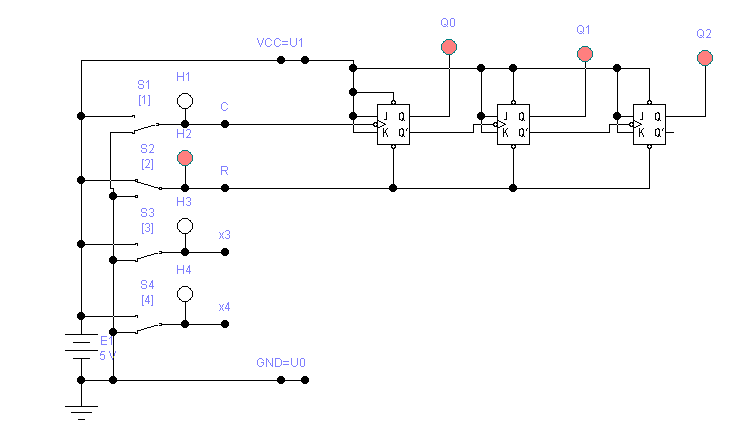 Q0
Q1
Q2
VCC=U1
S1
[1]
H1
C
J Q
K Q'
J Q
K Q'
J Q
K Q'
H2
S2
[2]
R
H3
S3
[3]
x3
H4
S4
[4]
x4
E1
5 V
GND=U0